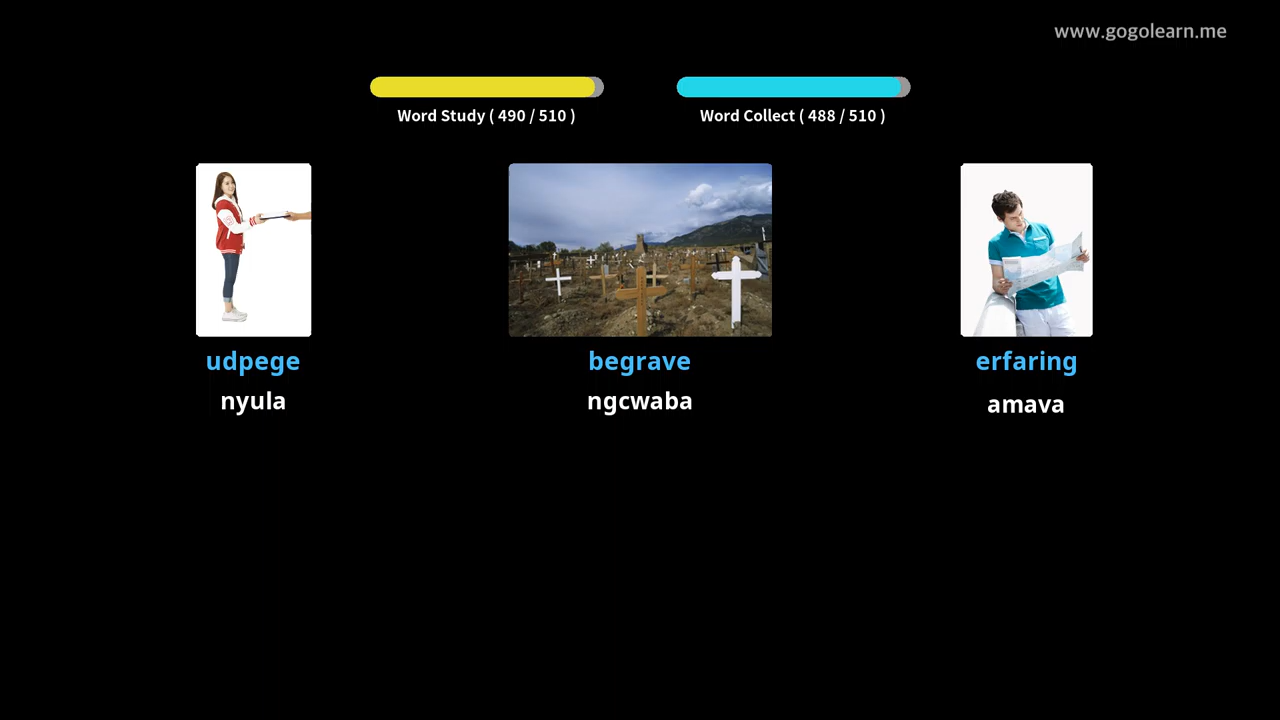 www.gogolearn.me
Word Study ( 490 / 510 )
Word Collect ( 488 / 510 )
udpege
nyula
begrave
ngcwaba
erfaring
amava